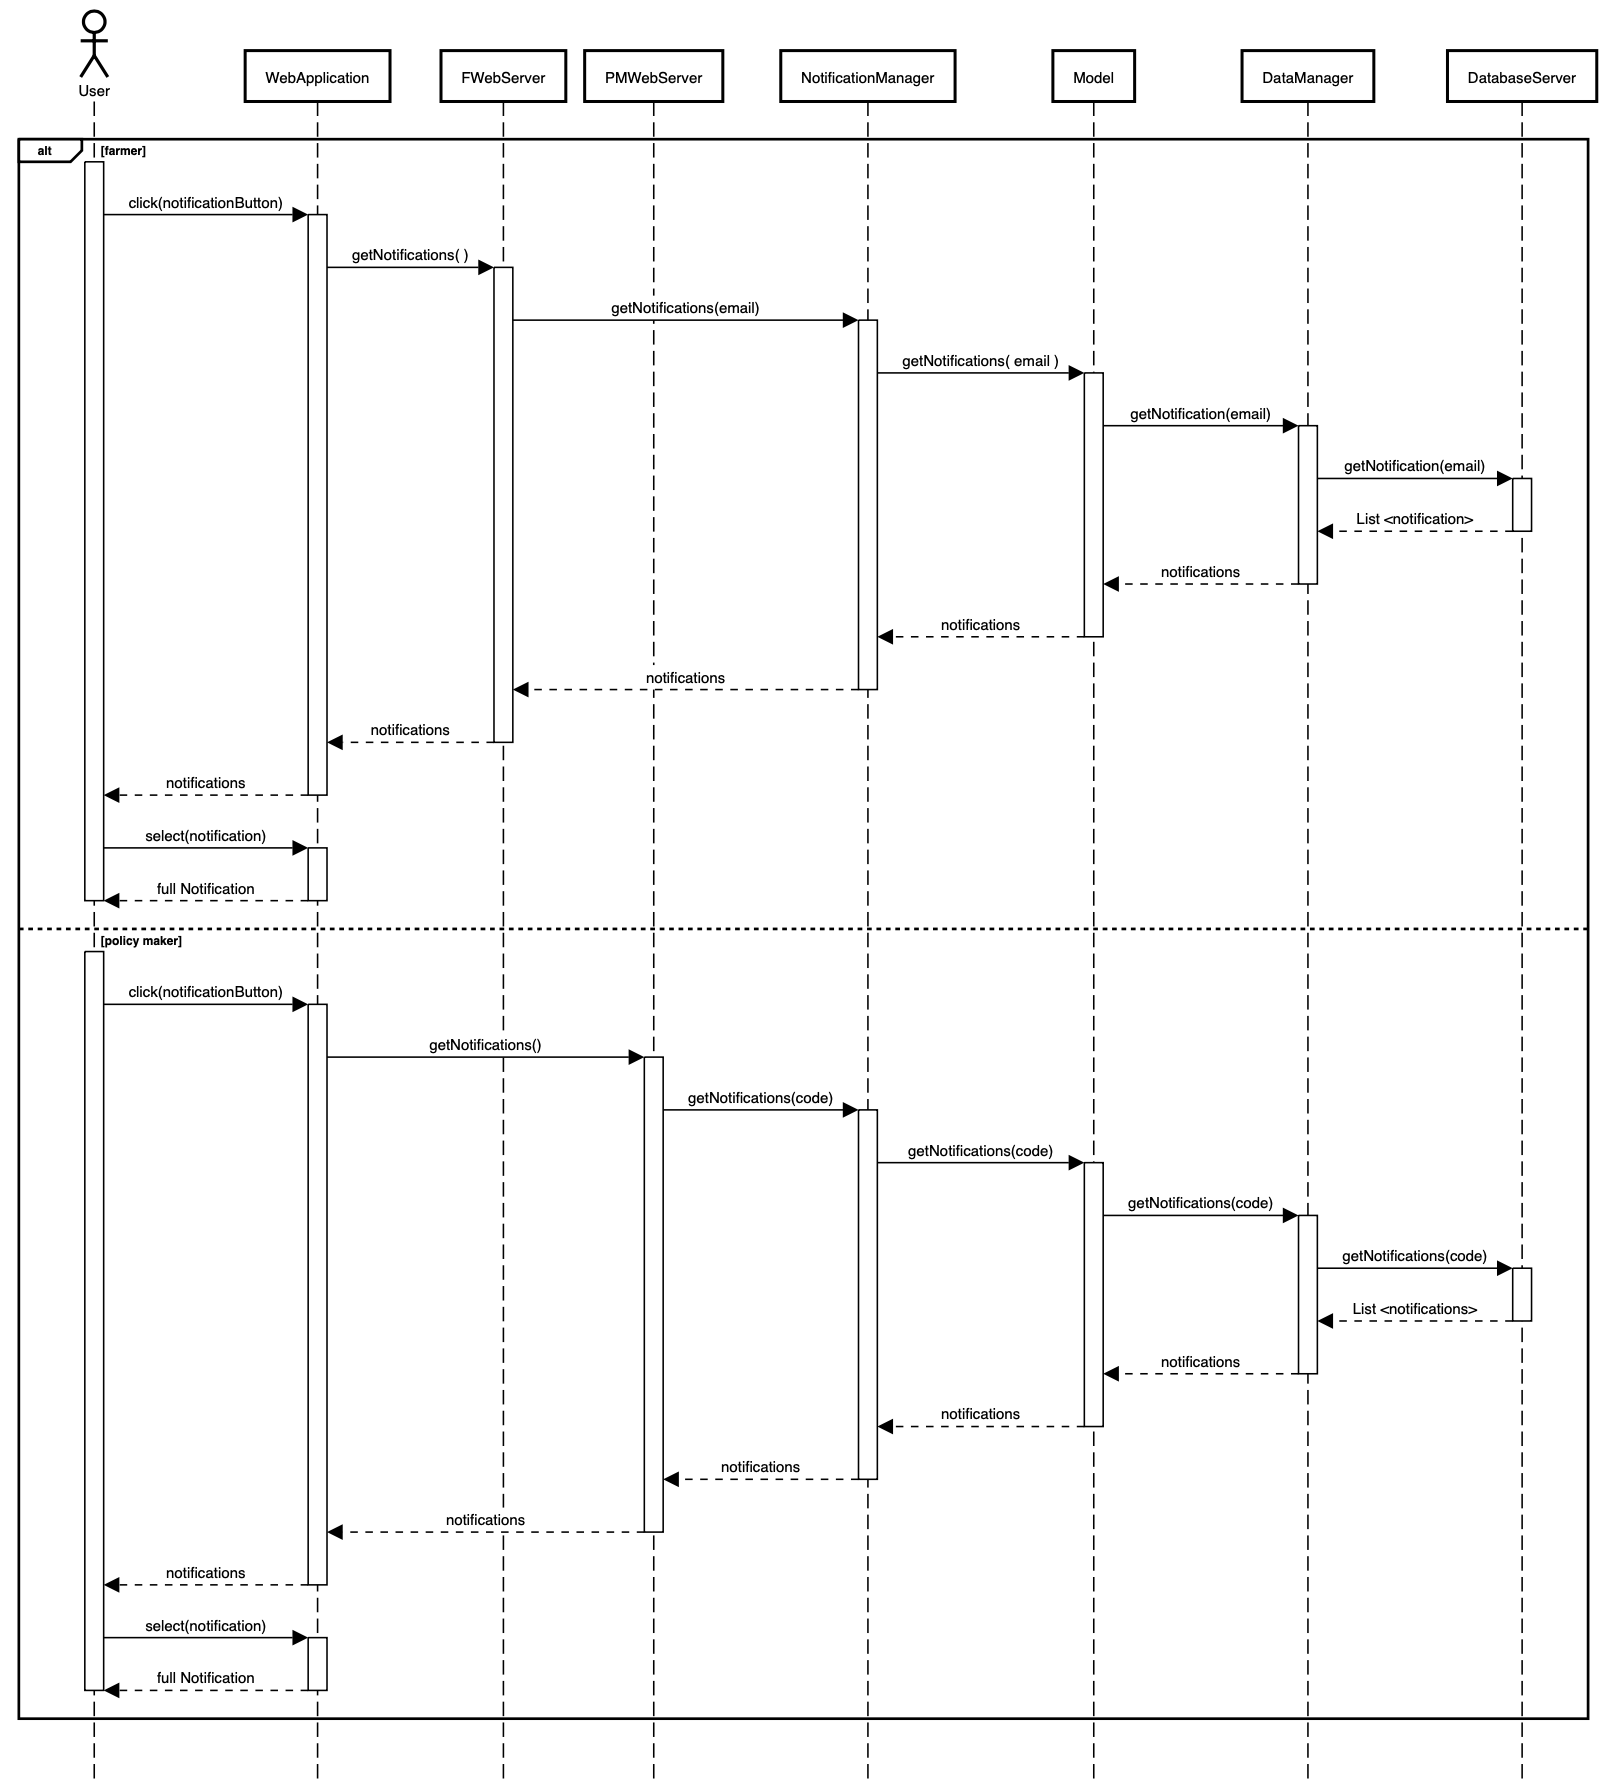 User
WebApplication
FWebServer
PMWebServer
NotificationManager
Model
DataManager
DatabaseServer
alt
[farmer]
click(notificationButton)
getNotifications( )
getNotifications(email)
getNotifications( email )
getNotification(email)
getNotification(email)
List <notification>
notifications
notifications
notifications
notifications
notifications
select(notification)
full Notification
[policy maker]
click(notificationButton)
getNotifications()
getNotifications(code)
getNotifications(code)
getNotifications(code)
getNotifications(code)
List <notifications>
notifications
notifications
notifications
notifications
notifications
select(notification)
full Notification